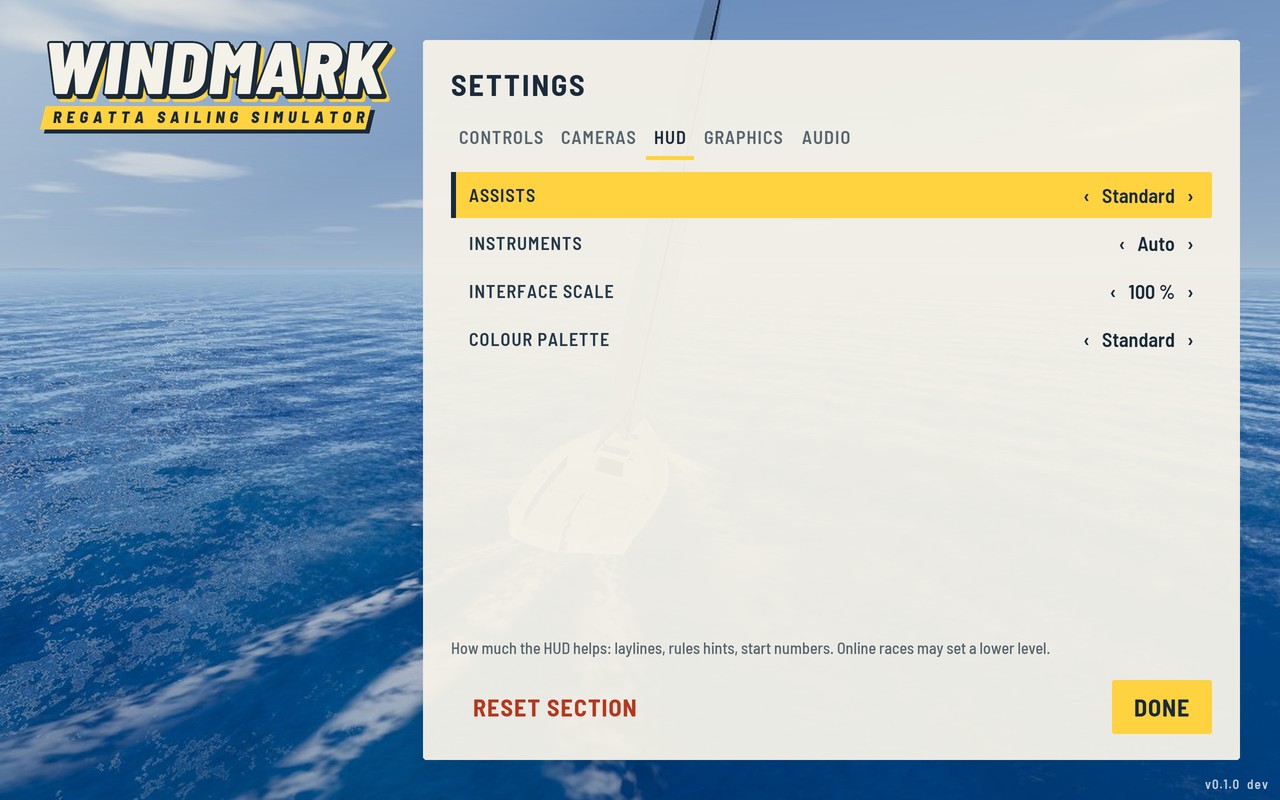 WINDMARK
REGATTA SAILING SIMULATOR
SETTINGS
CONTROLS CAMERAS HUD GRAPHICS AUDIO
ASSISTS ‹ Standard ›
INSTRUMENTS ‹ Auto ›
INTERFACE SCALE ‹ 100 % ›
COLOUR PALETTE ‹ Standard ›
How much the HUD helps: laylines, rules hints, start numbers. Online races may set a lower level.
RESET SECTION DONE
v0.1.0 dev